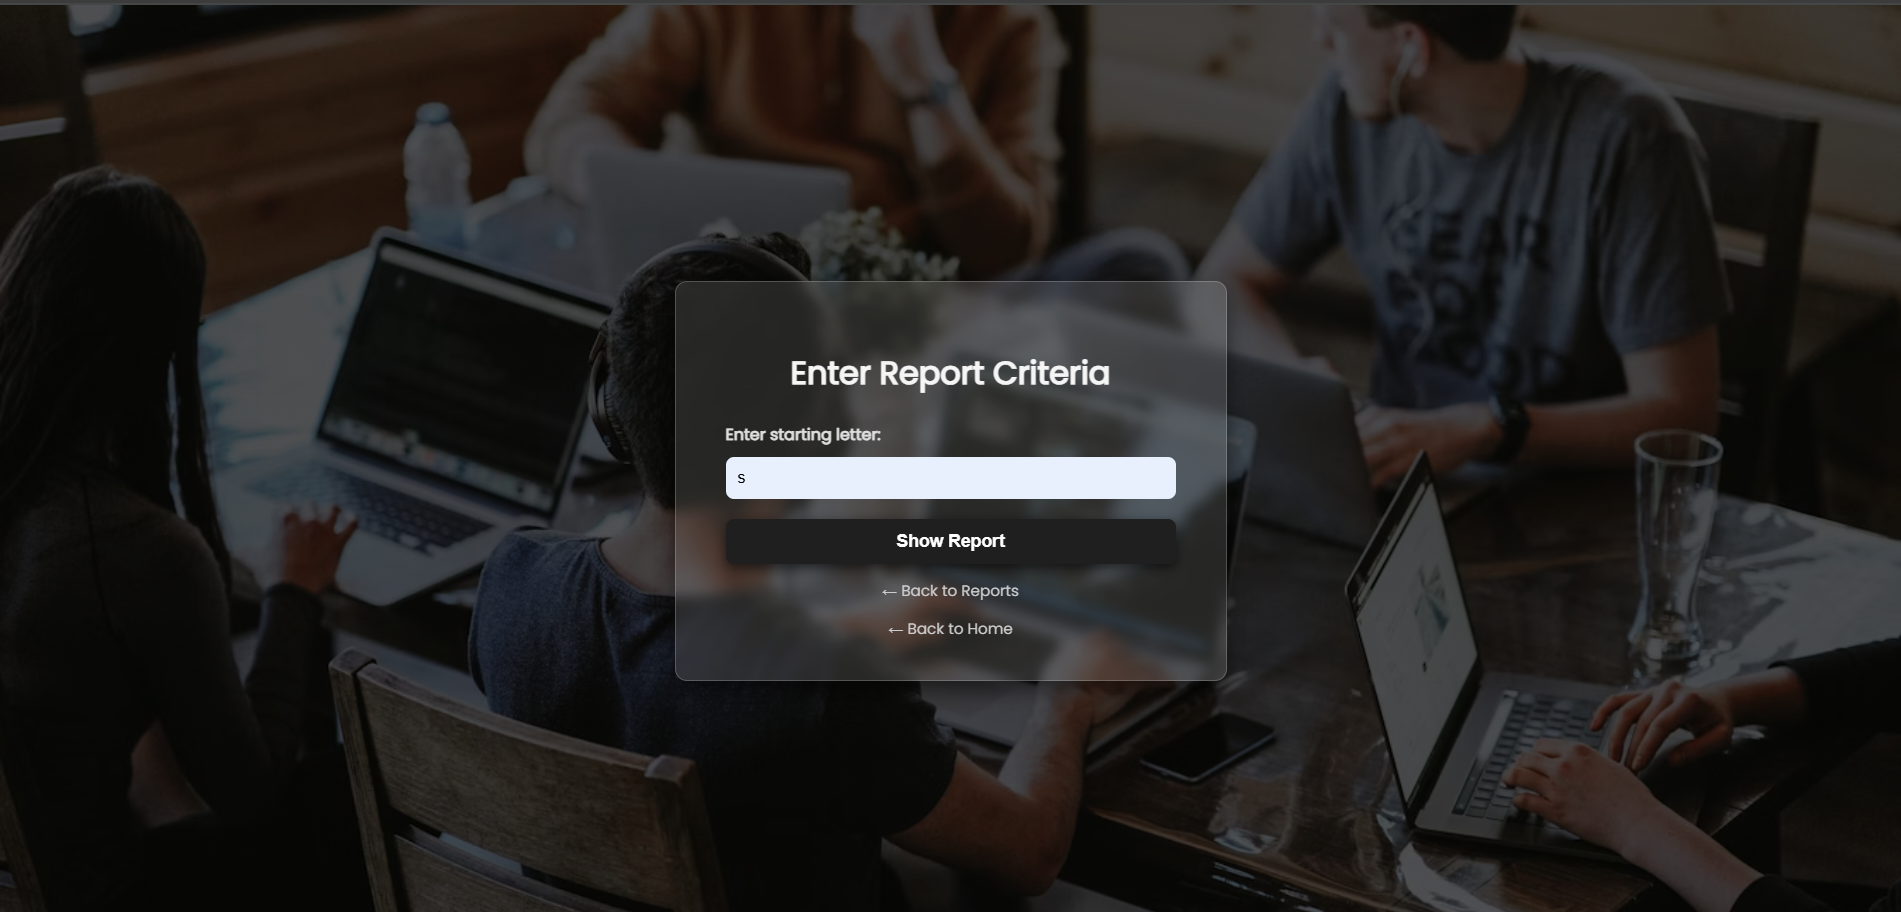 Enter Report Criteria
Enter starting letter:
s
Show Report
← Back to Reports
← Back to Home